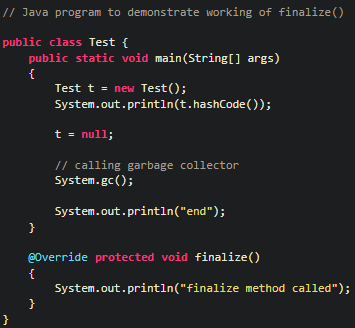 // Java program to demonstrate working of finalize()
public class Test {
public static void main(String[] args)
{
Test t = new Test();
System.out.println(t.hashCode());
t = null;
// calling garbage collector
System.gc();
System.out.println("end");
}
@Override protected void finalize()
{
System.out.println("finalize method called");
}
}